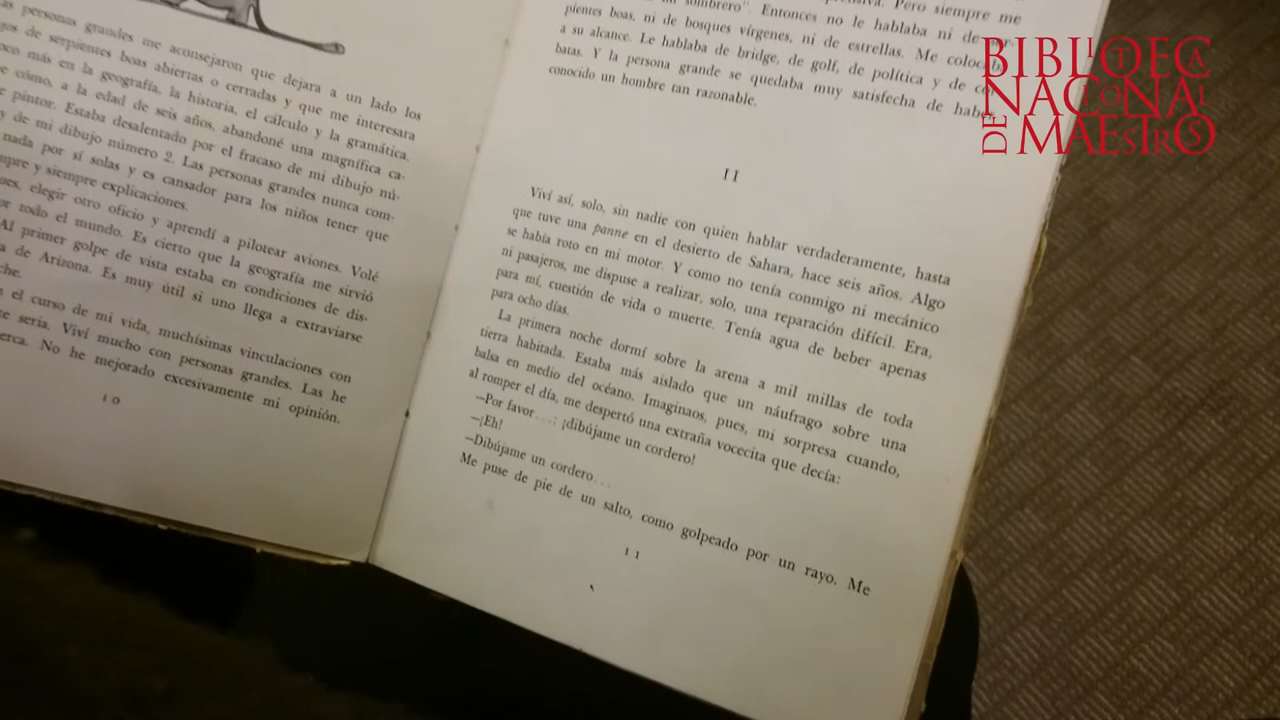 as personas grandes me aconsejaron que dejara a un lado los
gos de serpientes boas abiertas o cerradas y que me interesara
oco más en la geografía, la historia, el cálculo y la gramática.
e cómo, a la edad de seis años, abandoné una magnífica ca-
e pintor. Estaba desalentado por el fracaso de mi dibujo nú-
y de mi dibujo número 2. Las personas grandes nunca com-
nada por sí solas y es cansador para los niños tener que
mpre y siempre explicaciones.
ues, elegir otro oficio y aprendí a pilotear aviones. Volé
or todo el mundo. Es cierto que la geografía me sirvió
Al primer golpe de vista estaba en condiciones de dis-
a de Arizona. Es muy útil si uno llega a extraviarse
che.
el curso de mi vida, muchísimas vinculaciones con
te seria. Viví mucho con personas grandes. Las he
erca. No he mejorado excesivamente mi opinión.
10
Pero siempre me
un sombrero". Entonces no le hablaba ni de
pientes boas, ni de bosques vírgenes, ni de estrellas. Me colocaba
a su alcance. Le hablaba de bridge, de golf, de política y de cor
batas. Y la persona grande se quedaba muy satisfecha de haber
conocido un hombre tan razonable.
II
Viví así, solo, sin nadie con quien hablar verdaderamente, hasta
que tuve una panne en el desierto de Sahara, hace seis años. Algo
se había roto en mi motor. Y como no tenía conmigo ni mecánico
ni pasajeros, me dispuse a realizar, solo, una reparación difícil. Era,
para mí, cuestión de vida o muerte. Tenía agua de beber apenas
para ocho días.
La primera noche dormí sobre la arena a mil millas de toda
tierra habitada. Estaba más aislado que un náufrago sobre una
balsa en medio del océano. Imaginaos, pues, mi sorpresa cuando,
al romper el día, me despertó una extraña vocecita que decía:
—Por favor...: ¡dibújame un cordero!
—¡Eh!
—Dibújame un cordero...
Me puse de pie de un salto, como golpeado por un rayo. Me
11
BIBLIOTECA
NACIONAL
DE MAESTROS